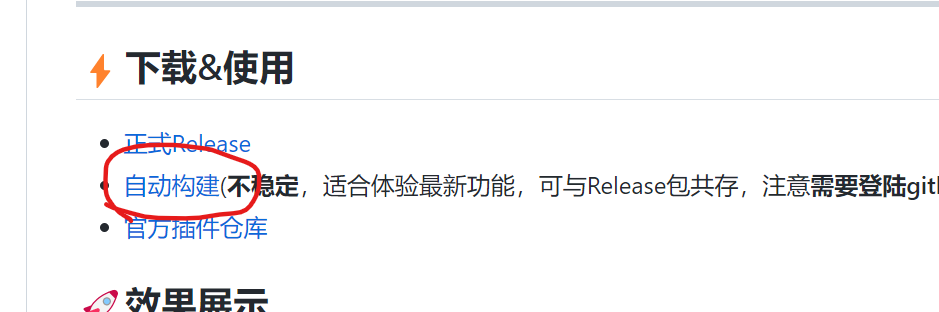 下载&使用
正式Release
自动构建(不稳定，适合体验最新功能，可与Release包共存，注意需要登陆git
官方插件仓库
效果展示